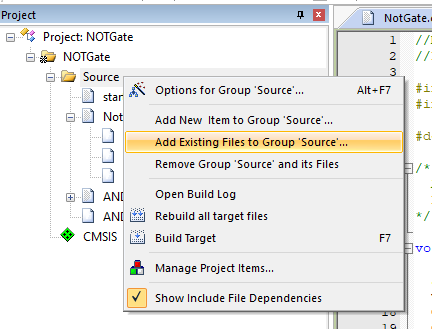 Project
Project: NOTGate
NOTGate
Source
star
Not
AND
AND
CMSIS
Options for Group 'Source'... Alt+F7
Add New Item to Group 'Source'...
Add Existing Files to Group 'Source'...
Remove Group 'Source' and its Files
Open Build Log
Rebuild all target files
Build Target F7
Manage Project Items...
Show Include File Dependencies
NotGate.
1 //
2 //
3
#i
#i
#d
/*
*/
vo
18